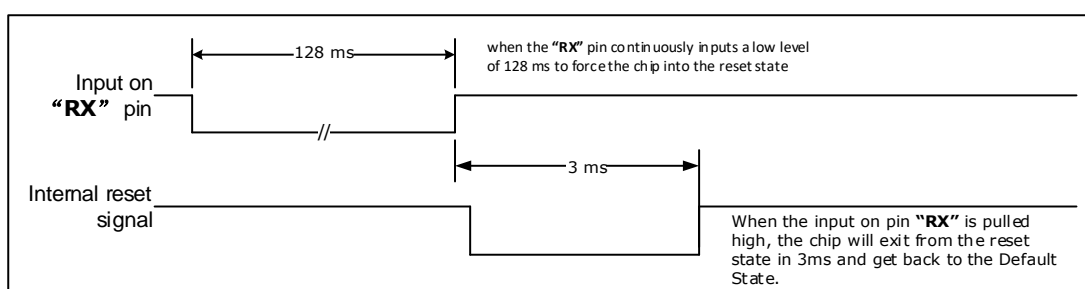 128 ms
when the “RX” pin continuously inputs a low level
of 128 ms to force the chip into the reset state
Input on
“RX” pin
//
3 ms
Internal reset
signal
When the input on pin “RX” is pulled
high, the chip will exit from the reset
state in 3ms and get back to the Default
State.